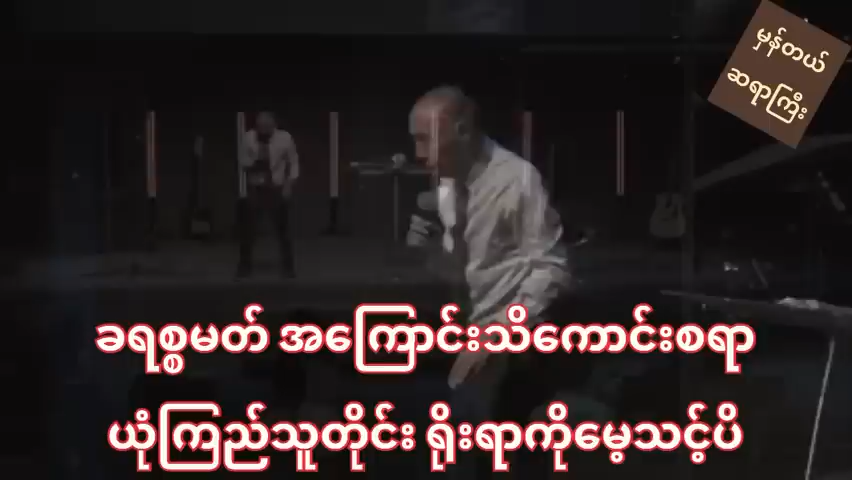 မှန်တယ်
ဆရာကြီး
ခရစ္စမတ် အကြောင်းသိကောင်းစရာ
ယုံကြည်သူတိုင်း ရိုးရာကိုမေ့သင့်ပိ